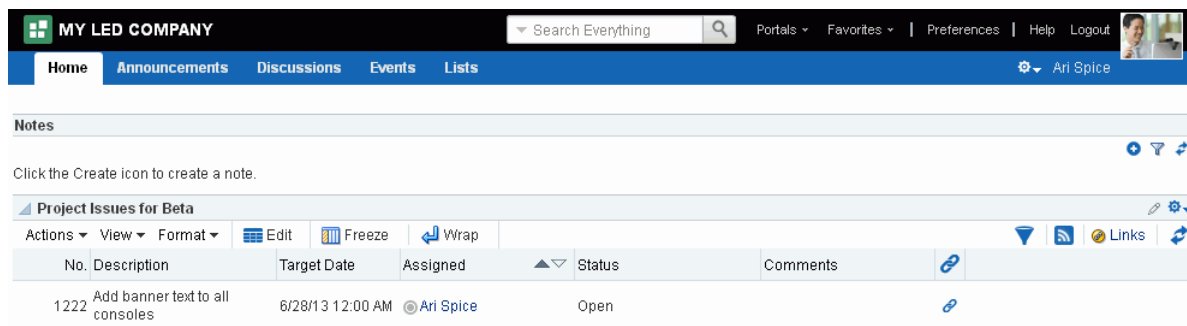 MY LED COMPANY Search Everything Portals Favorites | Preferences | Help Logout
Home Announcements Discussions Events Lists Ari Spice
Notes
Click the Create icon to create a note.
Project Issues for Beta
Actions View Format Edit Freeze Wrap Links
No. Description Target Date Assigned Status Comments
1222 Add banner text to all consoles 6/28/13 12:00 AM Ari Spice Open